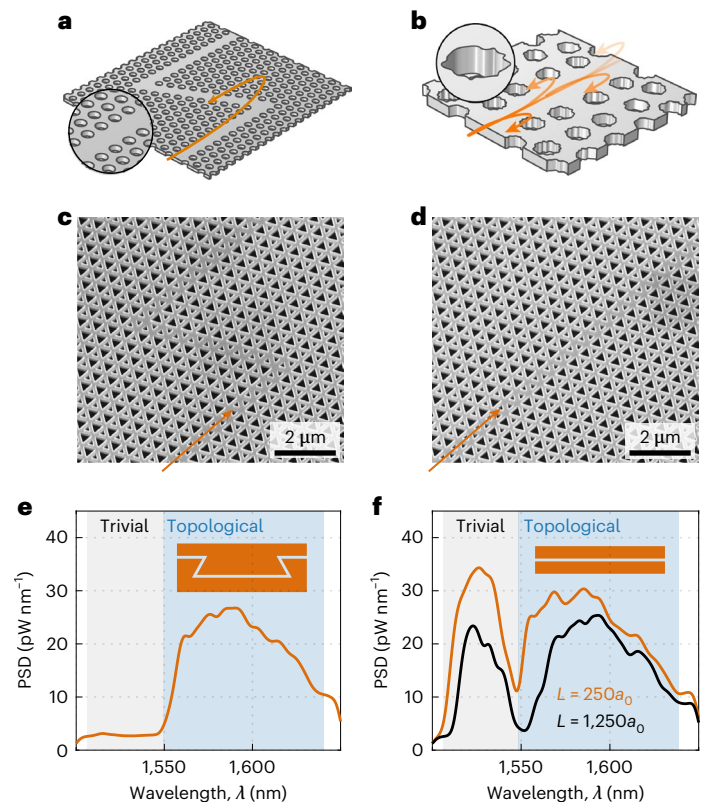 a
b
c
d
2 μm
2 μm
e
f
Trivial
Topological
Trivial
Topological
40
30
20
10
0
PSD (pW nm⁻¹)
40
30
20
10
0
PSD (pW nm⁻¹)
L = 250a₀
L = 1,250a₀
1,550
1,600
1,550
1,600
Wavelength, λ (nm)
Wavelength, λ (nm)